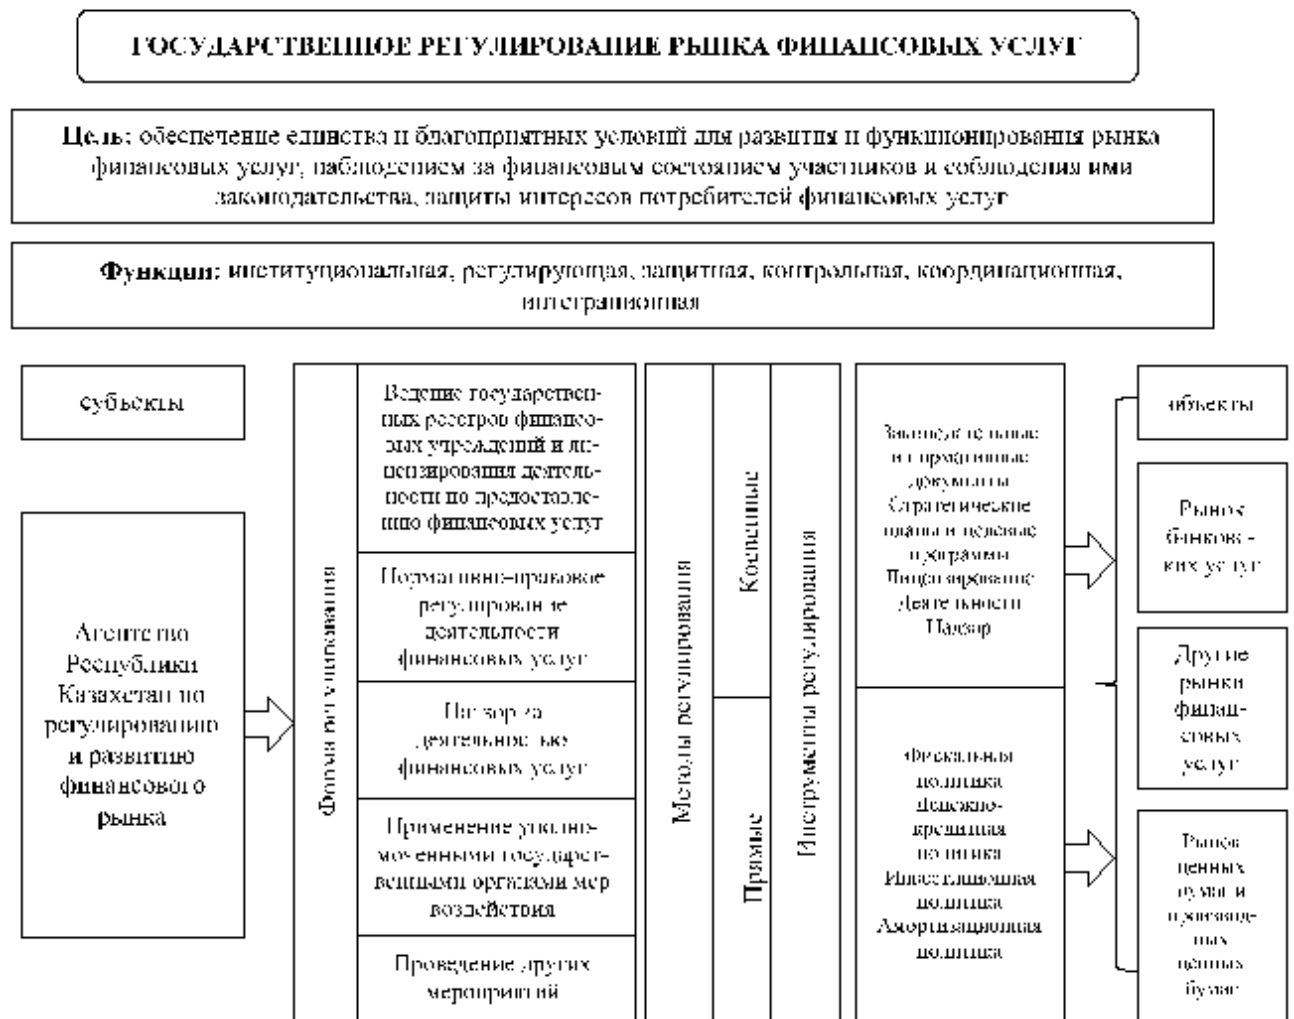 ГОСУДАРСТВЕННОЕ РЕГУЛИРОВАНИЕ РЫНКА ФИНАНСОВЫХ УСЛУГ
Цель: обеспечение единства и благоприятных условий для развития и функционирования рынка
финансовых услуг, наблюдением за финансовым состоянием участников и соблюдения ими
законодательства, защиты интересов потребителей финансовых услуг
Функции: институциональная, регулирующая, защитная, контрольная, координационная,
интеграционная
субъекты
Агентство
Республики
Казахстан по
регулированию
и развитию
финансового
рынка
Форма регулирования
Ведение государствен-
ных реестров финансо-
вых учреждений и ли-
цензирования деятель-
ности по предоставле-
нию финансовых услуг
Нормативно-правовое
регулирование
деятельности
финансовых услуг
Надзор за
деятельностью
финансовых услуг
Применение уполно-
моченными государст-
венными органами мер
воздействия
Проведение других
мероприятий
Методы регулирования
Косвенные
Прямые
Инструменты регулирования
Законодательные
и нормативные
документы
Стратегические
планы и целевые
программы
Лицензирование
Деятельности
Надзор
Фискальная
политика
Денежно-
кредитная
политика
Инвестиционная
политика
Амортизационная
политика
объекты
Рынок
банковс-
ких услуг
Другие
рынки
финан-
совых
услуг
Рынок
ценных
бумаг и
производ-
ных
ценных
бумаг